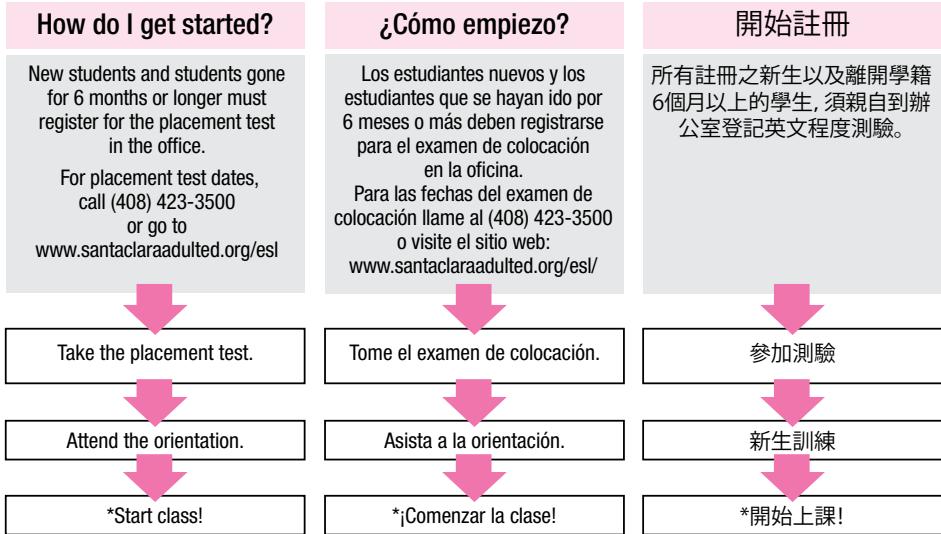 How do I get started?
New students and students gone
for 6 months or longer must
register for the placement test
in the office.
For placement test dates,
call (408) 423-3500
or go to
www.santaclaraadulted.org/esl
Take the placement test.
Attend the orientation.
*Start class!
¿Cómo empiezo?
Los estudiantes nuevos y los
estudiantes que se hayan ido por
6 meses o más deben registrarse
para el examen de colocación
en la oficina.
Para las fechas del examen de
colocación llame al (408) 423-3500
o visite el sitio web:
www.santaclaraadulted.org/esl/
Tome el examen de colocación.
Asista a la orientación.
*¡Comenzar la clase!
開始註冊
所有註冊之新生以及離開學籍
6個月以上的學生, 須親自到辦
公室登記英文程度測驗。
參加測驗
新生訓練
*開始上課!